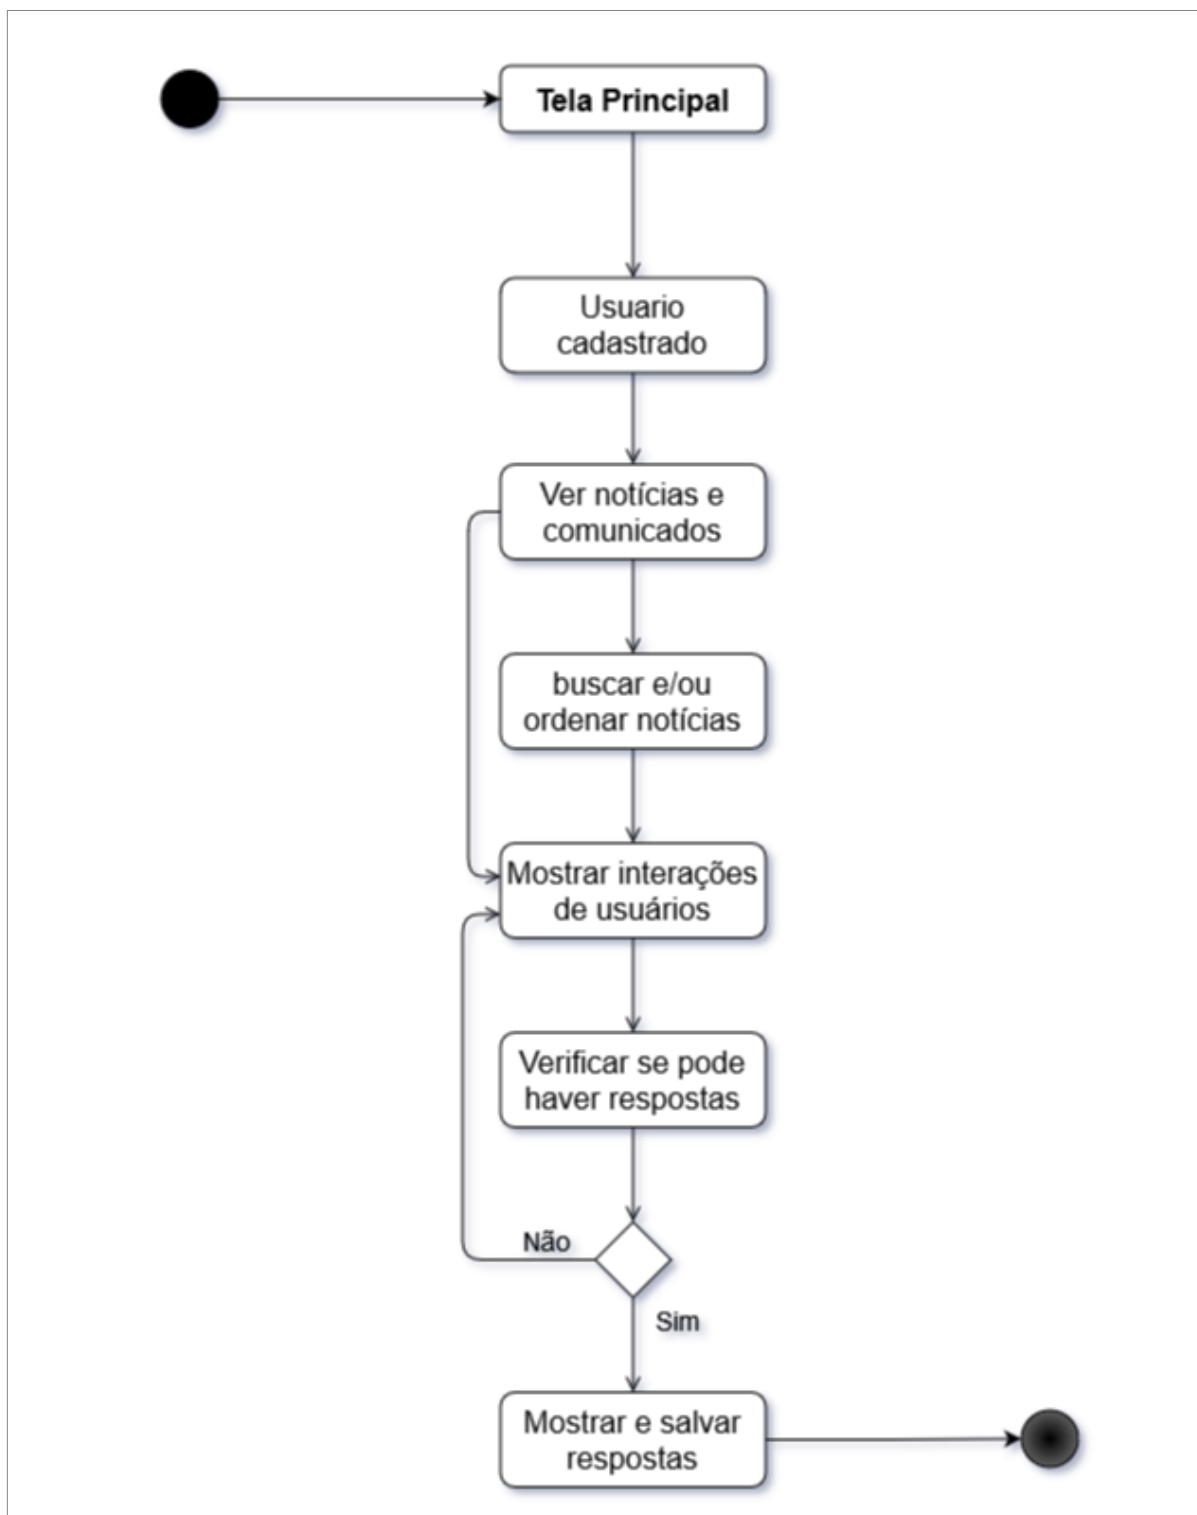 Tela Principal
Usuario
cadastrado
Ver notícias e
comunicados
buscar e/ou
ordenar notícias
Mostrar interações
de usuários
Verificar se pode
haver respostas
Não
Sim
Mostrar e salvar
respostas